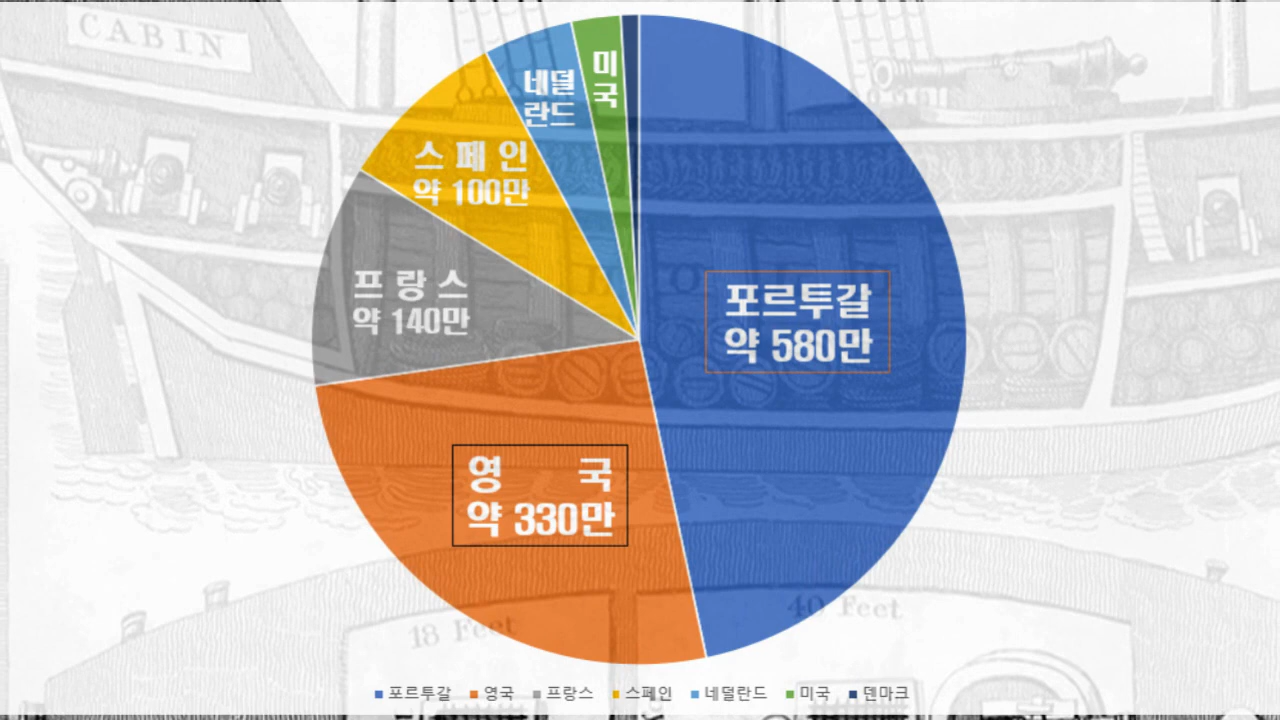 CABIN
미
국
네덜
란드
스페인
약 100만
프랑스
약 140만
포르투갈
약 580만
영 국
약 330만
18 Feet
40 Feet
포르투갈 영국 프랑스 스페인 네덜란드 미국 덴마크